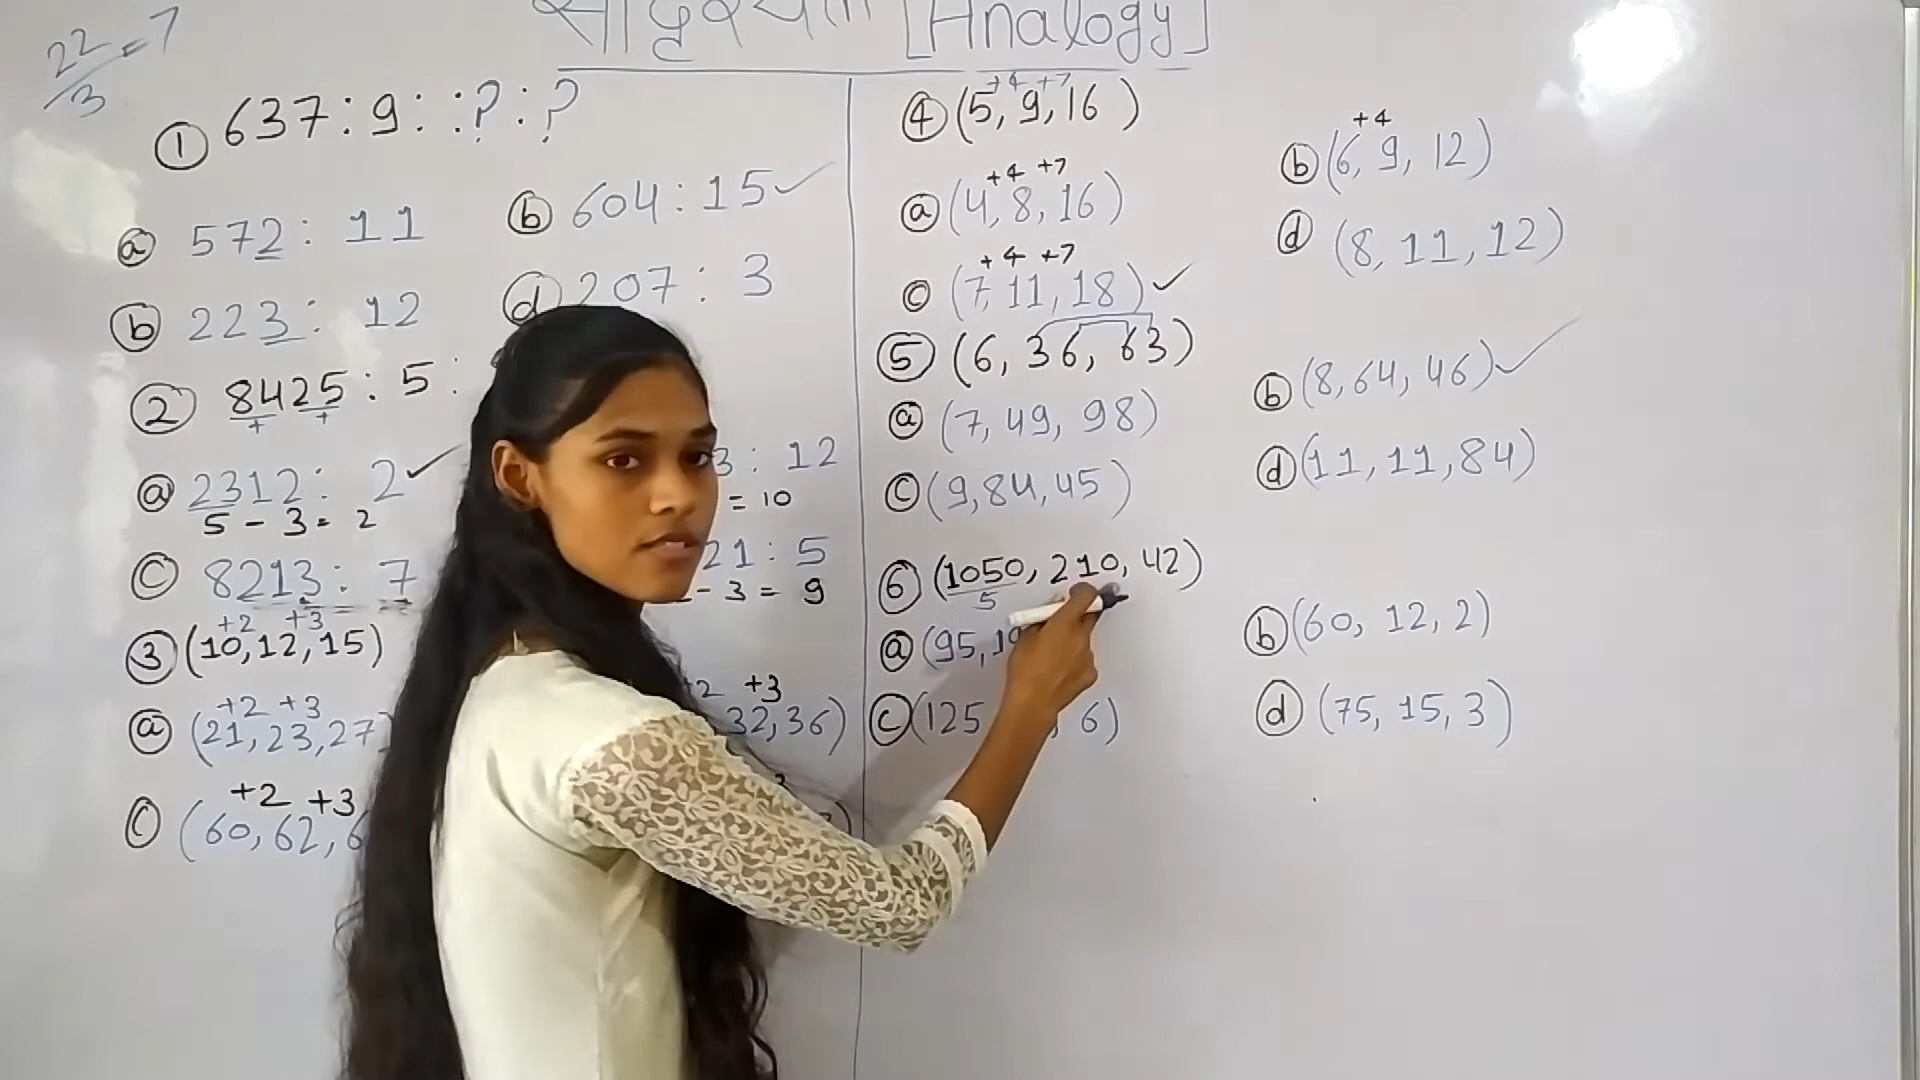 [Analogy]
22/3 = 7
① 637 : 9 : : ? : ?
ⓐ 572 : 11
ⓑ 604 : 15 ✓
ⓑ 223 : 12
ⓓ 207 : 3
② 8425 : 5 :
+ +
ⓐ 2312 : 2 ✓
5 - 3 = 2
3 : 12
= 10
ⓒ 8213 : 7
21 : 5
- 3 = 9
+2 +3
③ (10, 12, 15)
+2 +3
ⓐ (21, 23, 27)
+2 +3
32, 36)
+2 +3
ⓒ (60, 62,
+4 +7
④ (5, 9, 16)
+4 +7
ⓐ (4, 8, 16)
+4
ⓑ (6, 9, 12)
+4 +7
ⓒ (7, 11, 18) ✓
ⓓ (8, 11, 12)
⑤ (6, 36, 63)
ⓐ (7, 49, 98)
ⓑ (8, 64, 46) ✓
ⓒ (9, 84, 45)
ⓓ (11, 11, 84)
⑥ (1050, 210, 42)
5
ⓐ (95, 19
ⓑ (60, 12, 2)
ⓒ (125 , 6)
ⓓ (75, 15, 3)